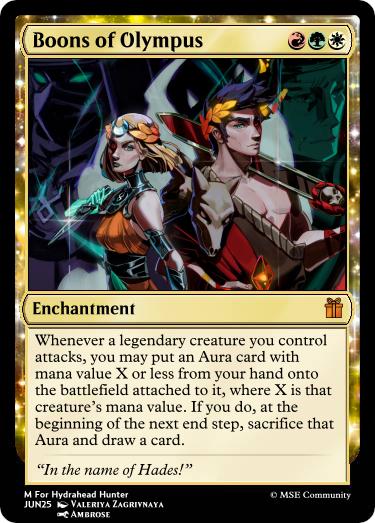 Boons of Olympus
Enchantment
Whenever a legendary creature you control
attacks, you may put an Aura card with
mana value X or less from your hand onto
the battlefield attached to it, where X is that
creature's mana value. If you do, at the
beginning of the next end step, sacrifice that
Aura and draw a card.
“In the name of Hades!”
M For Hydrahead Hunter
JUN25 Valeriya Zagrivnaya
Ambrose
© MSE Community